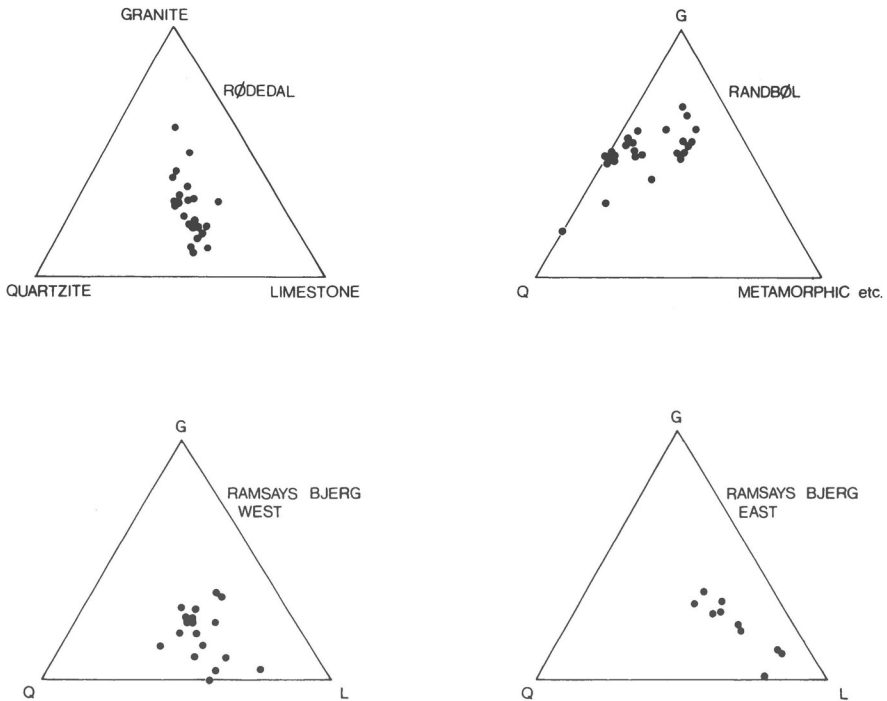 GRANITE
RØDEDAL
QUARTZITE
LIMESTONE
G
RANDBØL
Q
METAMORPHIC etc.
G
RAMSAYS BJERG
WEST
Q
L
G
RAMSAYS BJERG
EAST
Q
L